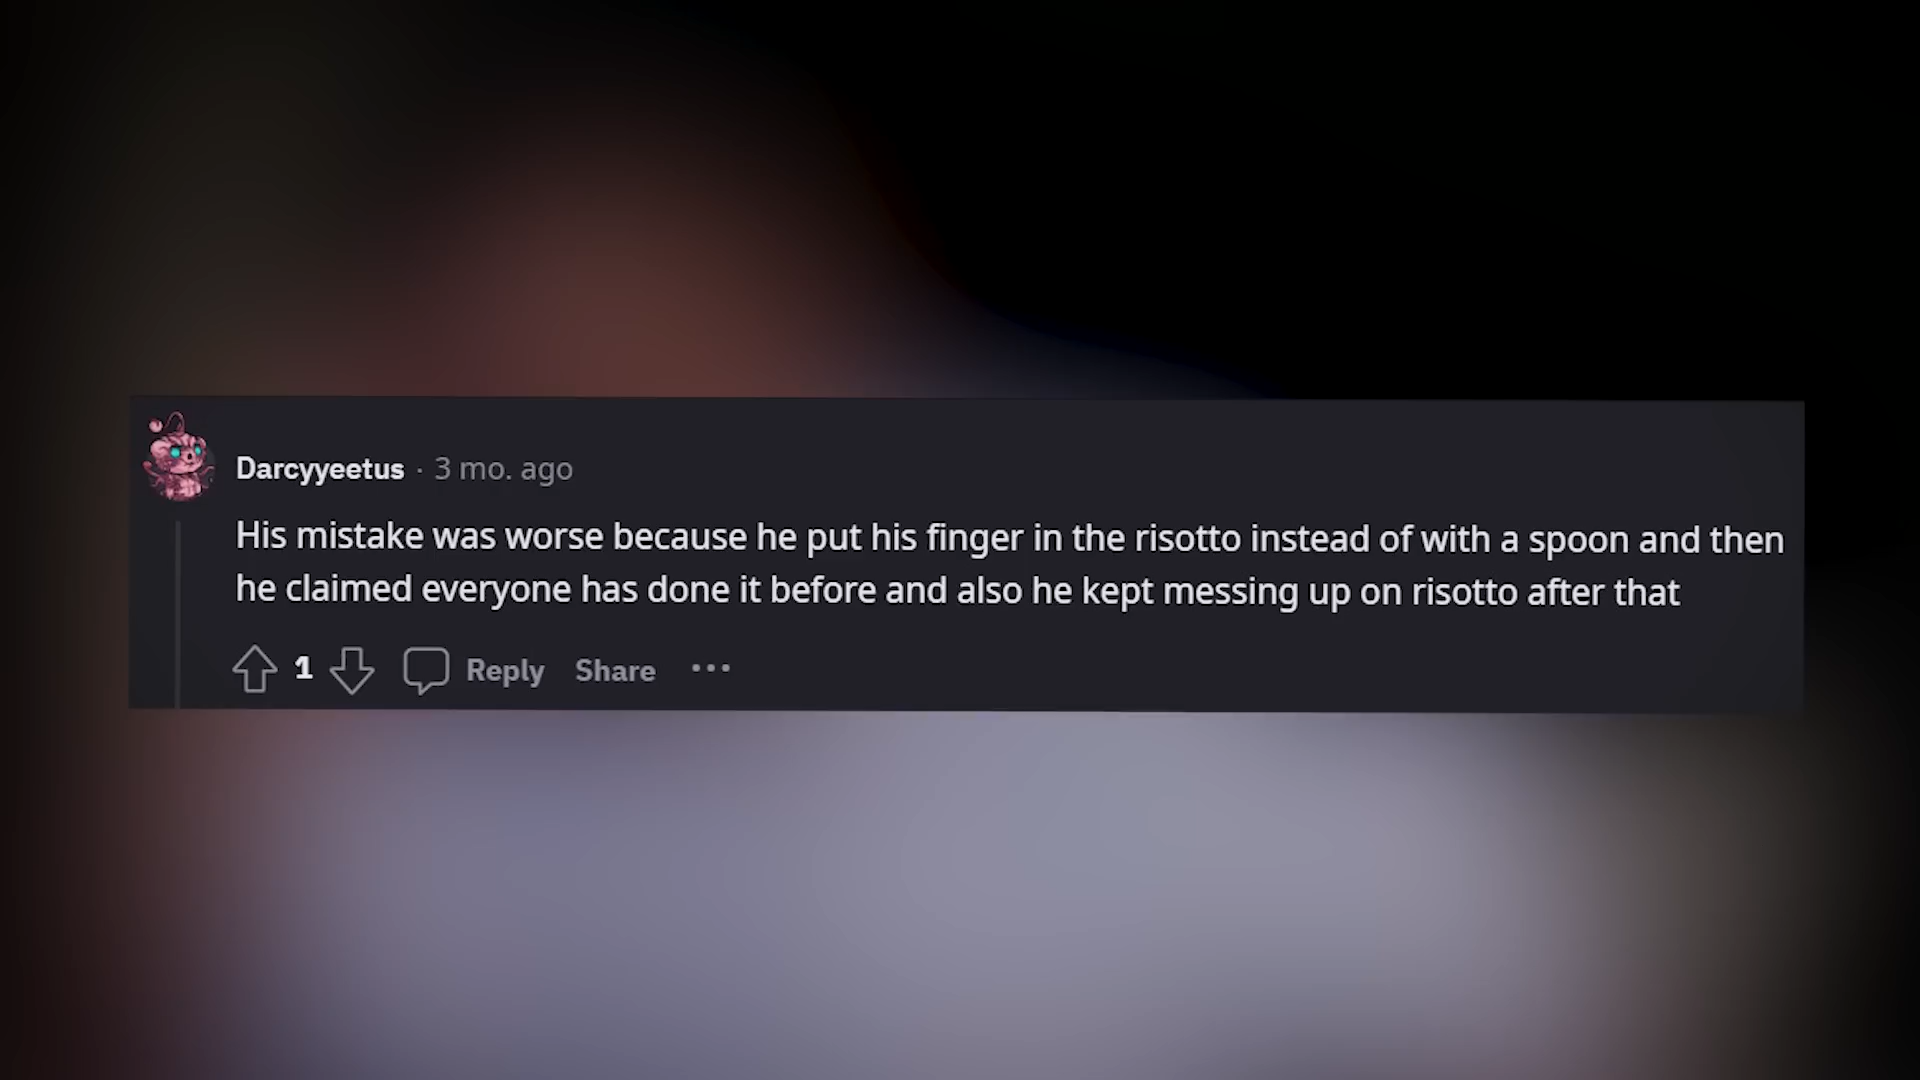 Darcyyeetus · 3 mo. ago
His mistake was worse because he put his finger in the risotto instead of with a spoon and then
he claimed everyone has done it before and also he kept messing up on risotto after that
1 Reply Share ···